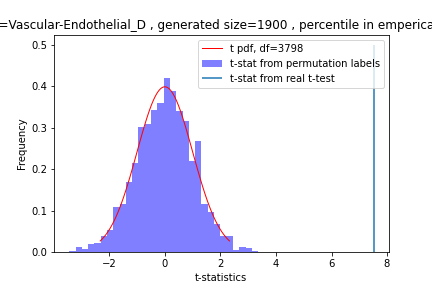 =Vascular-Endothelial_D , generated size=1900 , percentile in emperica
t pdf, df=3798
t-stat from permutation labels
t-stat from real t-test
0.5
0.4
0.3
0.2
0.1
0.0
Frequency
−2
0
2
4
6
8
t-statistics